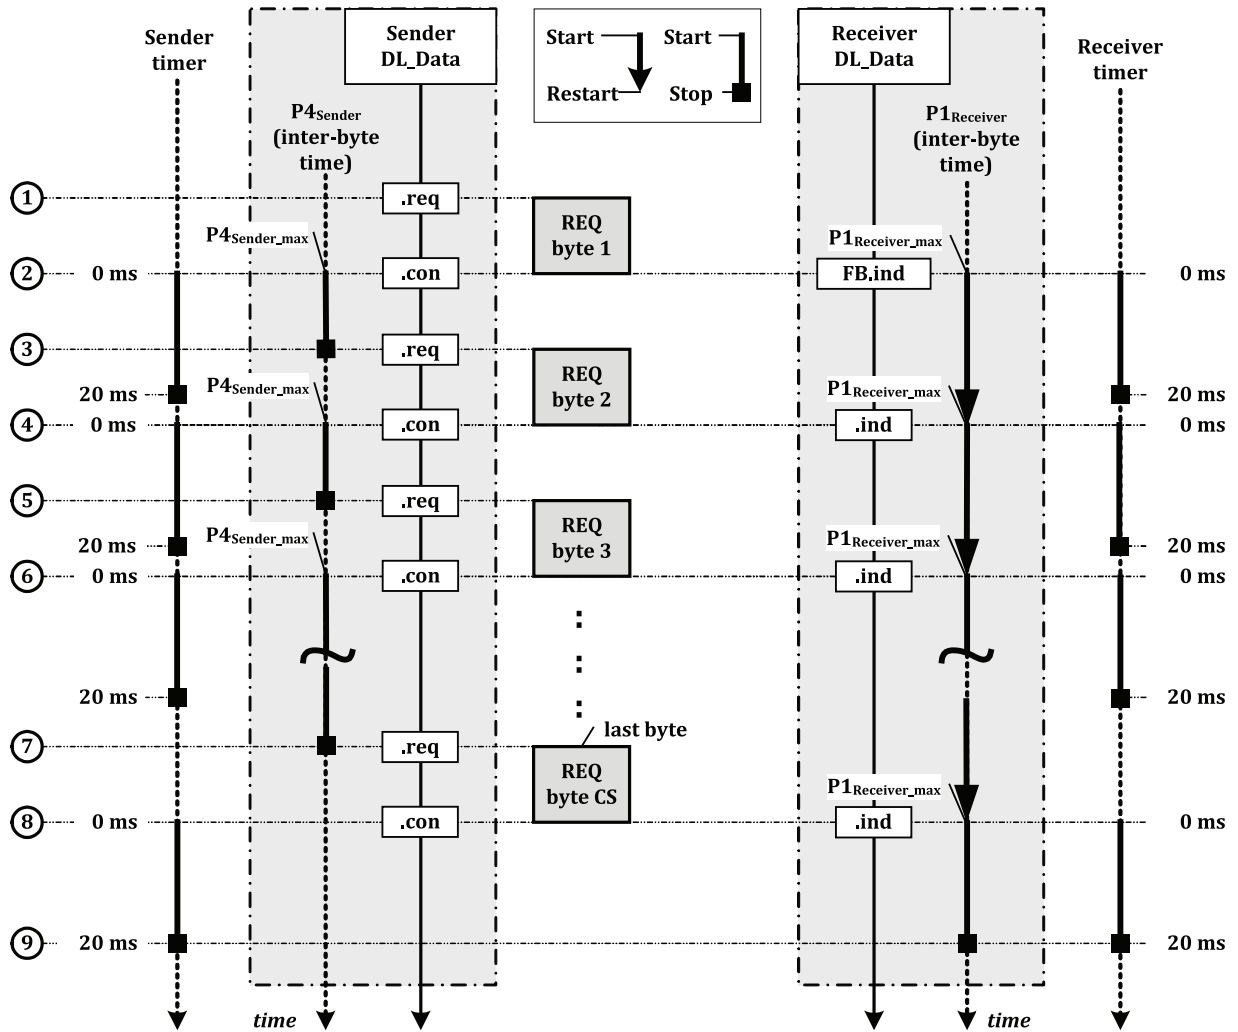 Sender
timer
Sender
DL_Data
Start
Restart
Start
Stop
Receiver
DL_Data
Receiver
timer
P4Sender
(inter-byte
time)
P1Receiver
(inter-byte
time)
1
.req
REQ
byte 1
P4Sender_max
P1Receiver_max
2
0 ms
.con
FB.ind
0 ms
3
.req
REQ
byte 2
20 ms
P4Sender_max
P1Receiver_max
20 ms
4
0 ms
.con
.ind
0 ms
5
.req
REQ
byte 3
20 ms
P4Sender_max
P1Receiver_max
20 ms
6
0 ms
.con
.ind
0 ms
20 ms
20 ms
last byte
7
.req
REQ
byte CS
P1Receiver_max
8
0 ms
.con
.ind
0 ms
9
20 ms
20 ms
time
time